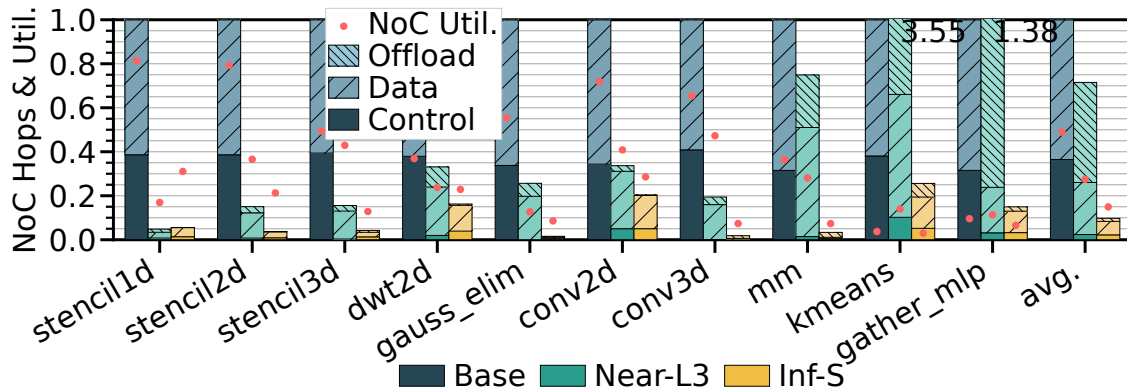 NoC Hops & Util.
1.0
0.8
0.6
0.4
0.2
0.0
NoC Util.
Offload
Data
Control
3.55
1.38
stencil1d
stencil2d
stencil3d
dwt2d
gauss_elim
conv2d
conv3d
mm
kmeans
gather_mlp
avg.
Base
Near-L3
Inf-S